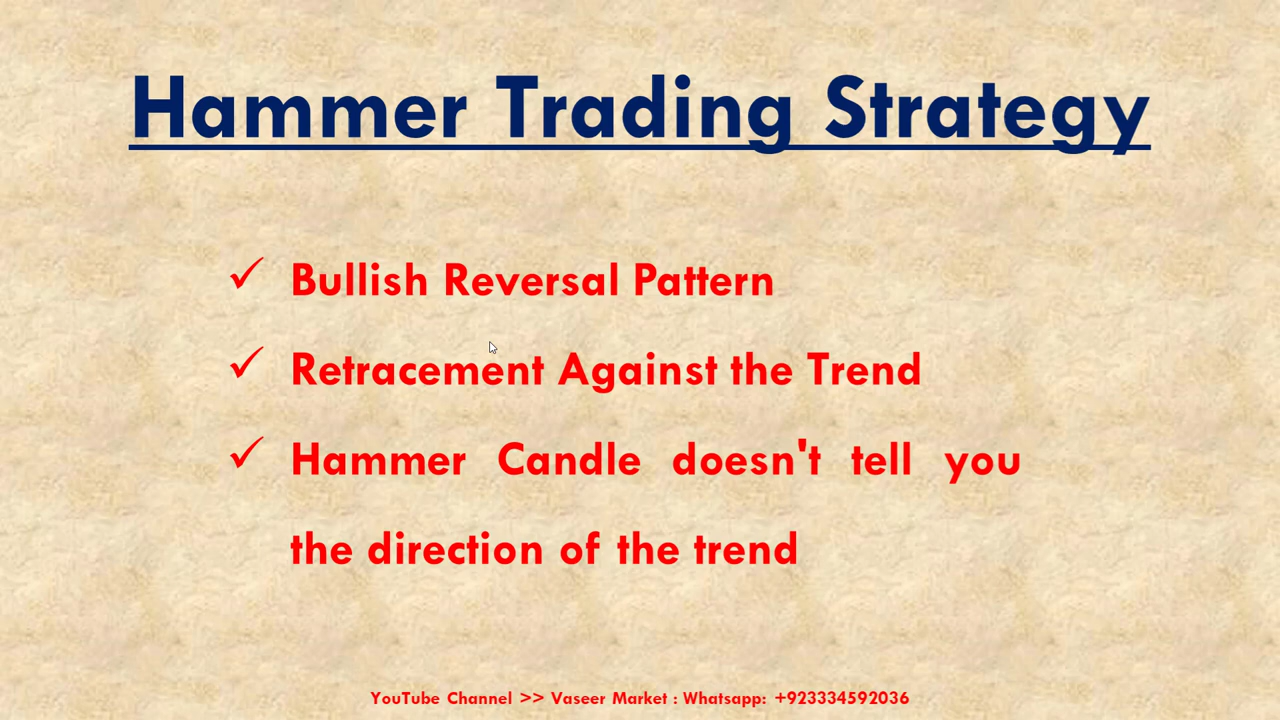 Hammer Trading Strategy
✓ Bullish Reversal Pattern
✓ Retracement Against the Trend
✓ Hammer Candle doesn't tell you
the direction of the trend
YouTube Channel >> Vaseer Market : Whatsapp: +923334592036